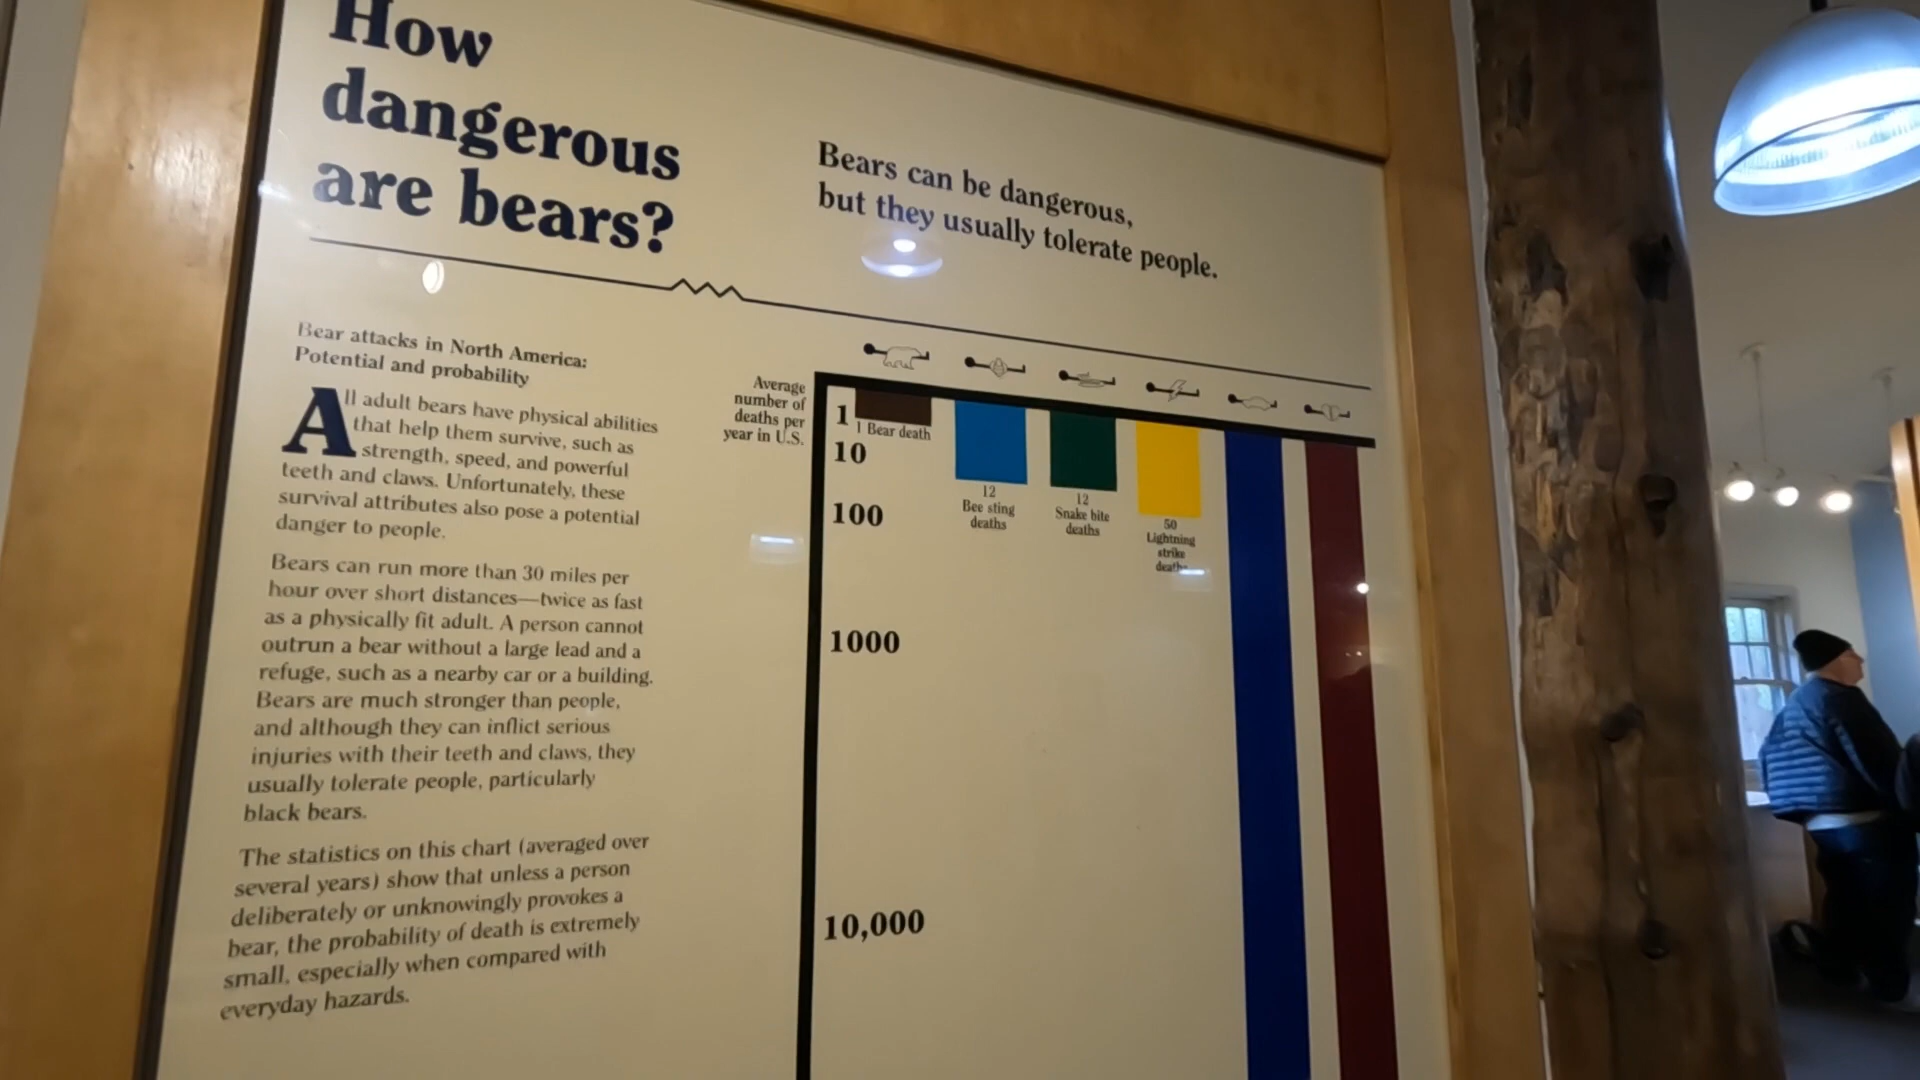 How
dangerous
are bears?
Bears can be dangerous,
but they usually tolerate people.
Bear attacks in North America:
Potential and probability
All adult bears have physical abilities
that help them survive, such as
strength, speed, and powerful
teeth and claws. Unfortunately, these
survival attributes also pose a potential
danger to people.
Bears can run more than 30 miles per
hour over short distances—twice as fast
as a physically fit adult. A person cannot
outrun a bear without a large lead and a
refuge, such as a nearby car or a building.
Bears are much stronger than people,
and although they can inflict serious
injuries with their teeth and claws, they
usually tolerate people, particularly
black bears.
The statistics on this chart (averaged over
several years) show that unless a person
deliberately or unknowingly provokes a
bear, the probability of death is extremely
small, especially when compared with
everyday hazards.
Average
number of
deaths per
year in U.S.
1
10
100
1000
10,000
1 Bear death
12
Bee sting
deaths
12
Snake bite
deaths
50
Lightning
strike
deaths